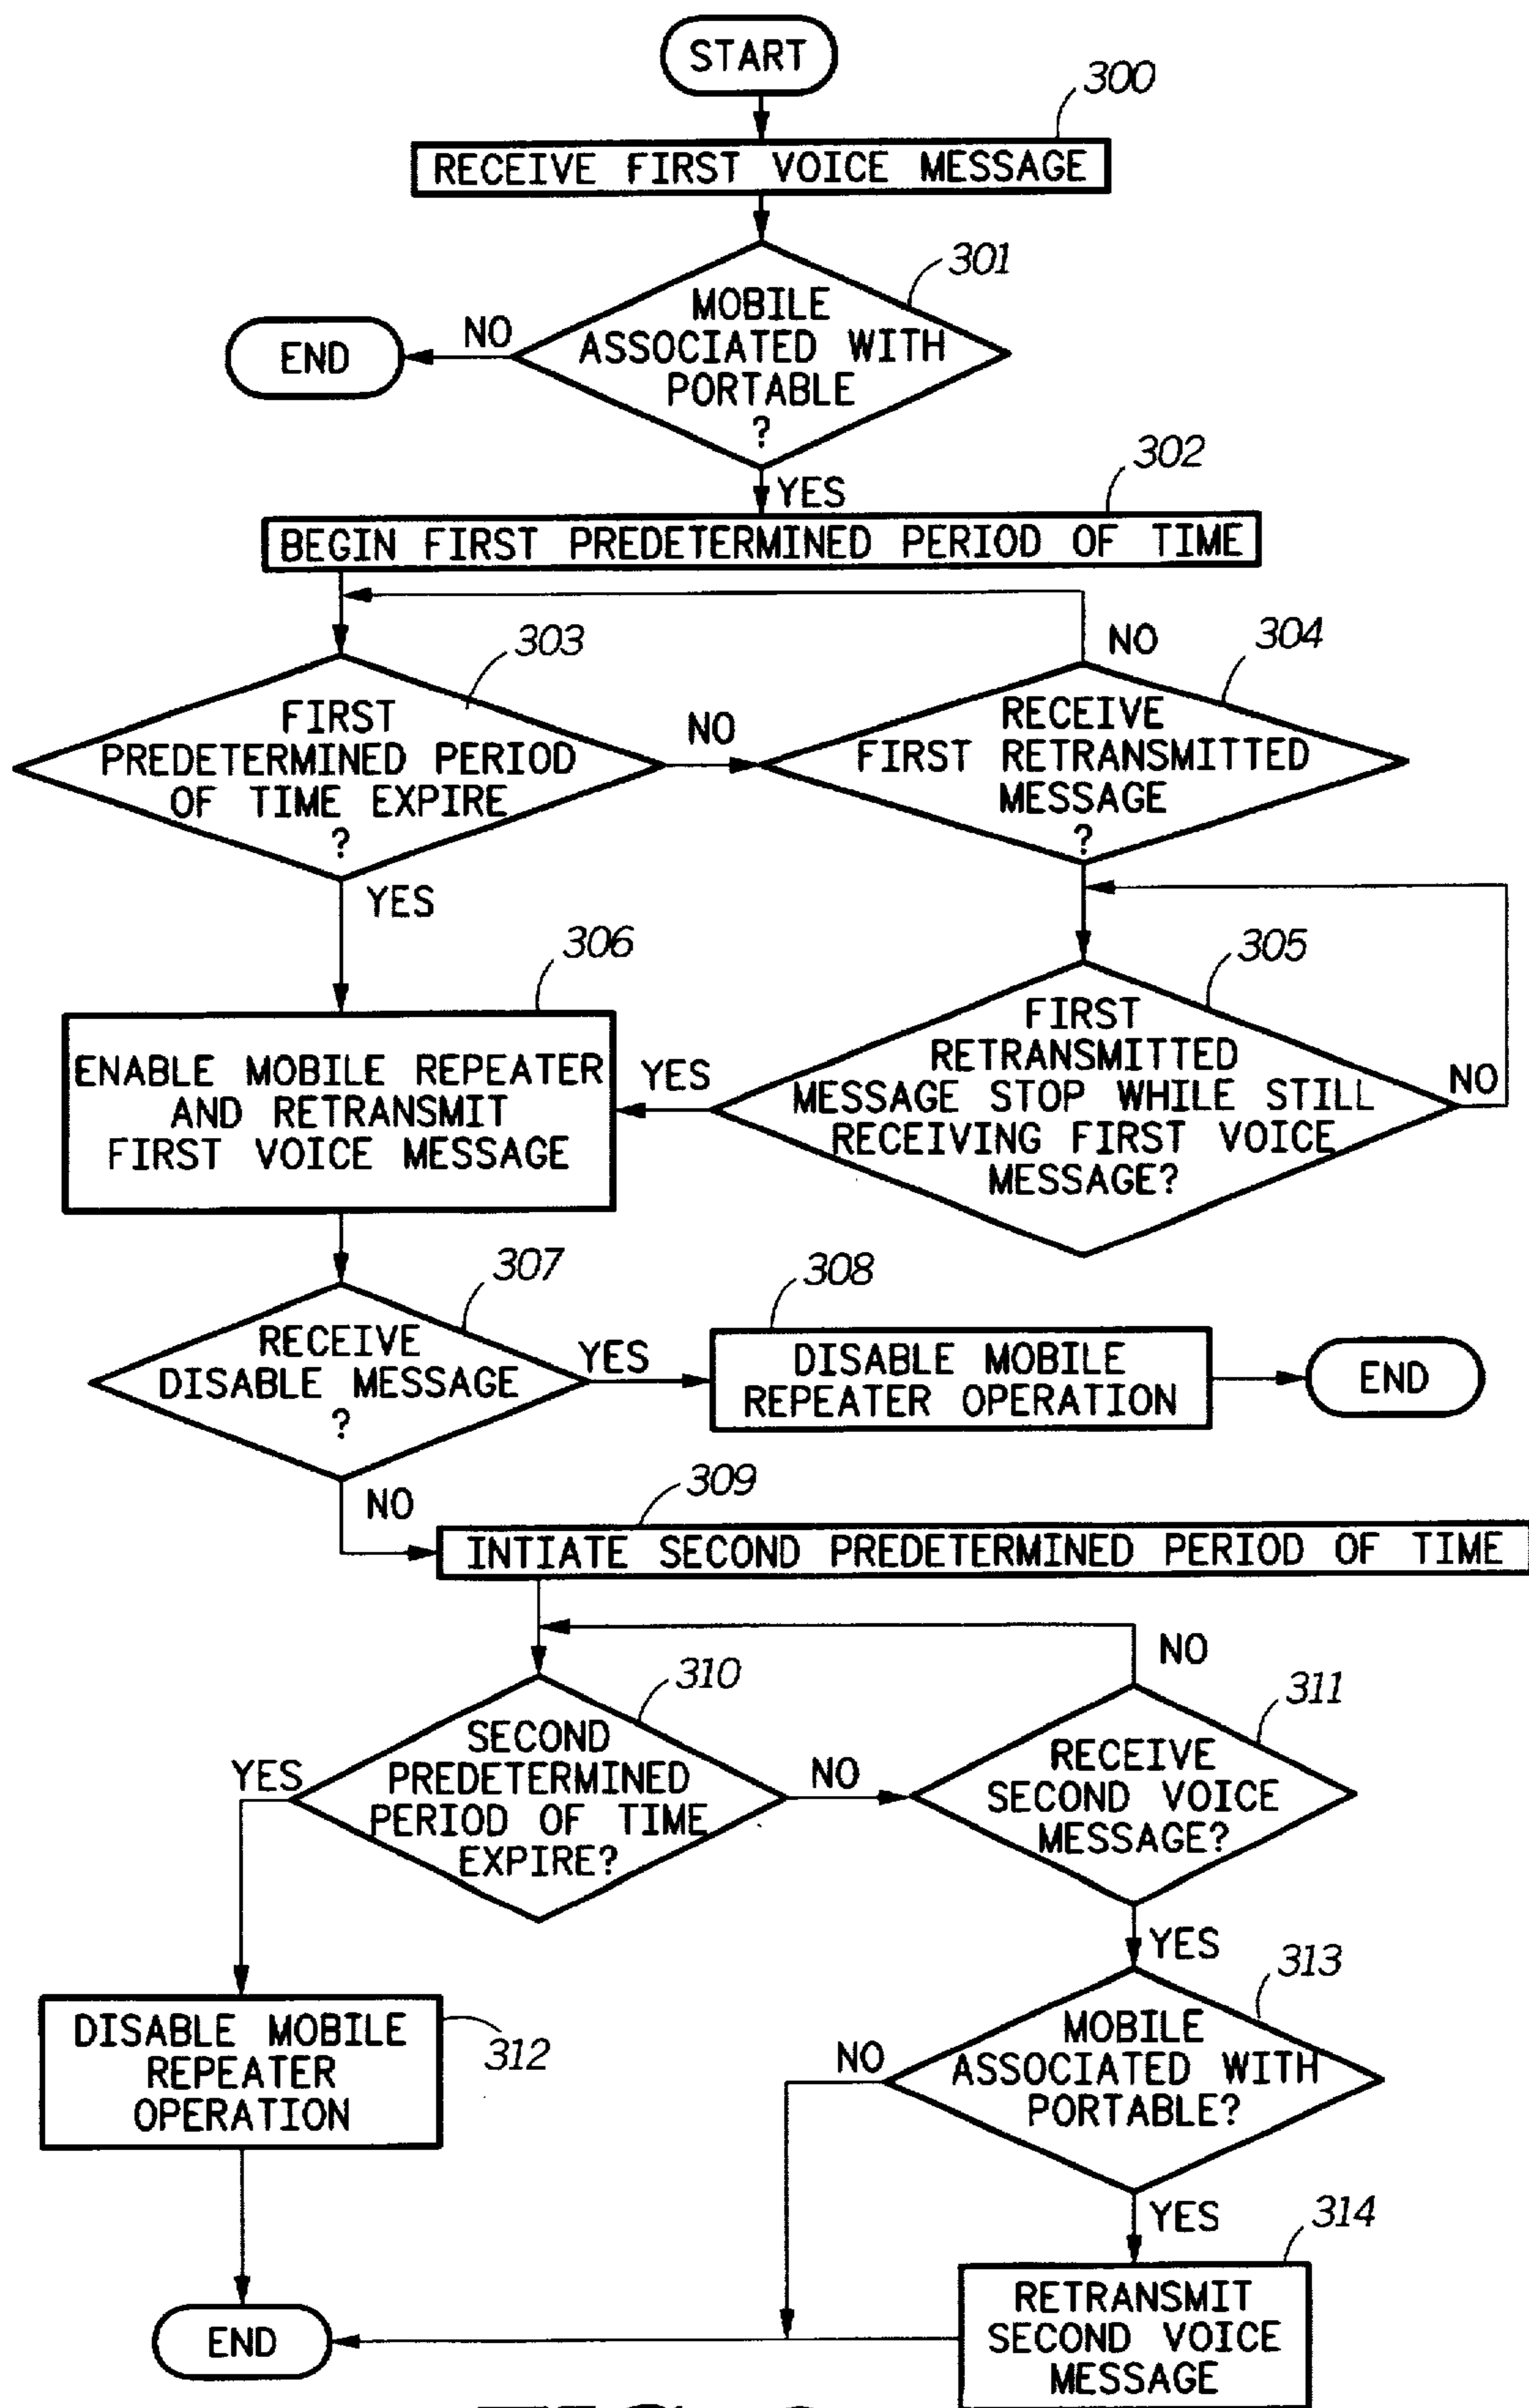 START
300
RECEIVE FIRST VOICE MESSAGE
301
MOBILE
ASSOCIATED WITH
PORTABLE
?
NO
END
YES
302
BEGIN FIRST PREDETERMINED PERIOD OF TIME
303
FIRST
PREDETERMINED PERIOD
OF TIME EXPIRE
?
NO
YES
304
NO
RECEIVE
FIRST RETRANSMITTED
MESSAGE
?
305
FIRST
RETRANSMITTED
MESSAGE STOP WHILE STILL
RECEIVING FIRST VOICE
MESSAGE?
NO
YES
306
ENABLE MOBILE REPEATER
AND RETRANSMIT
FIRST VOICE MESSAGE
307
RECEIVE
DISABLE MESSAGE
?
YES
308
DISABLE MOBILE
REPEATER OPERATION
END
NO
309
INTIATE SECOND PREDETERMINED PERIOD OF TIME
310
SECOND
PREDETERMINED
PERIOD OF TIME
EXPIRE?
YES
NO
311
NO
RECEIVE
SECOND VOICE
MESSAGE?
YES
312
DISABLE MOBILE
REPEATER
OPERATION
313
MOBILE
ASSOCIATED WITH
PORTABLE?
NO
YES
314
RETRANSMIT
SECOND VOICE
MESSAGE
END